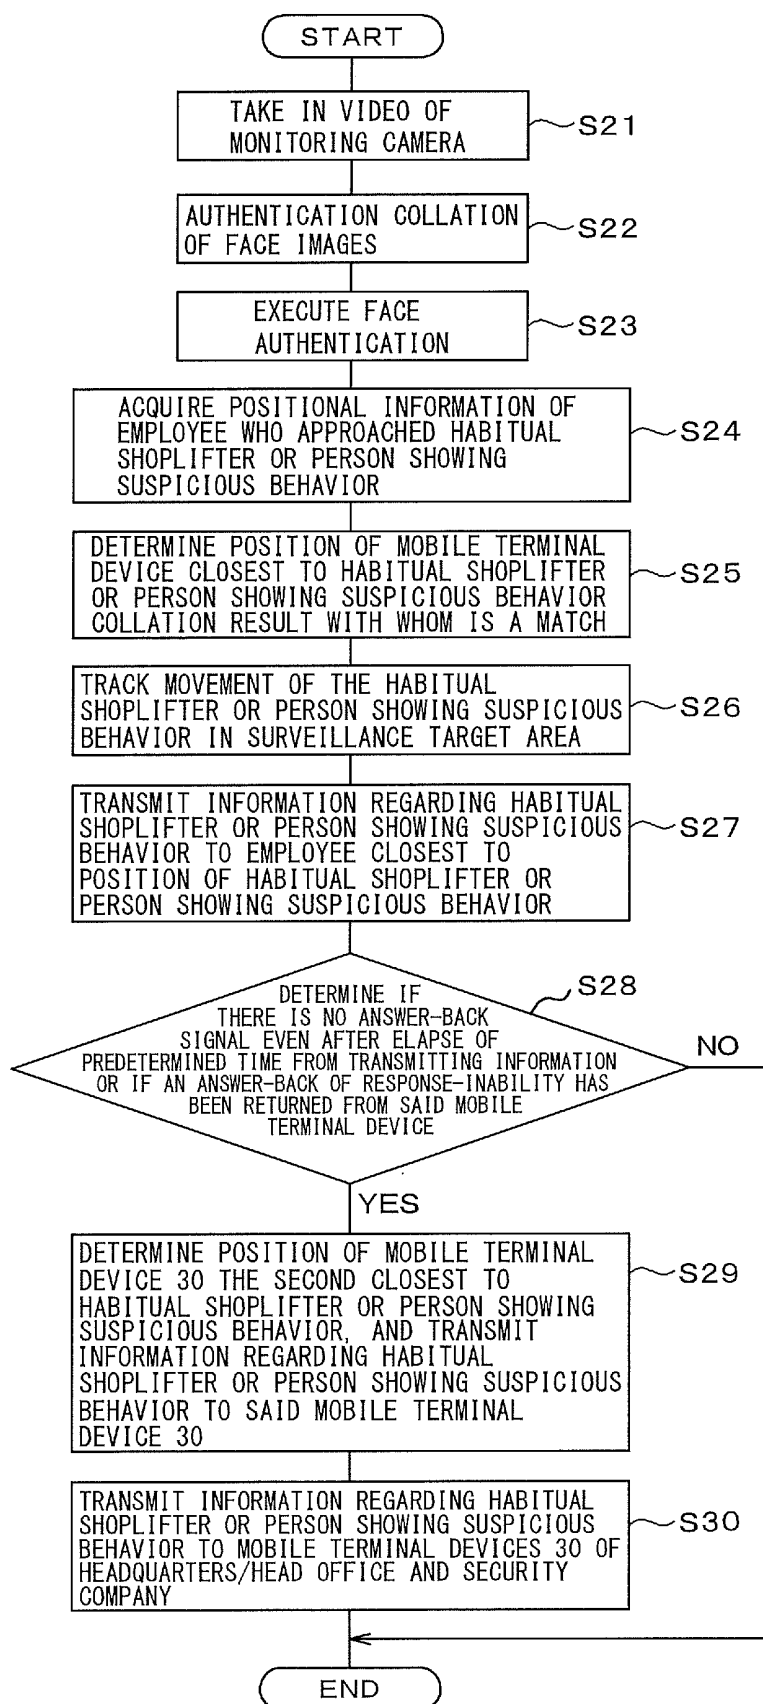 START
TAKE IN VIDEO OF
MONITORING CAMERA
S21
AUTHENTICATION COLLATION
OF FACE IMAGES
S22
EXECUTE FACE
AUTHENTICATION
S23
ACQUIRE POSITIONAL INFORMATION OF
EMPLOYEE WHO APPROACHED HABITUAL
SHOPLIFTER OR PERSON SHOWING
SUSPICIOUS BEHAVIOR
S24
DETERMINE POSITION OF MOBILE TERMINAL
DEVICE CLOSEST TO HABITUAL SHOPLIFTER
OR PERSON SHOWING SUSPICIOUS BEHAVIOR
COLLATION RESULT WITH WHOM IS A MATCH
S25
TRACK MOVEMENT OF THE HABITUAL
SHOPLIFTER OR PERSON SHOWING SUSPICIOUS
BEHAVIOR IN SURVEILLANCE TARGET AREA
S26
TRANSMIT INFORMATION REGARDING HABITUAL
SHOPLIFTER OR PERSON SHOWING SUSPICIOUS
BEHAVIOR TO EMPLOYEE CLOSEST TO
POSITION OF HABITUAL SHOPLIFTER OR
PERSON SHOWING SUSPICIOUS BEHAVIOR
S27
DETERMINE IF
THERE IS NO ANSWER-BACK
SIGNAL EVEN AFTER ELAPSE OF
PREDETERMINED TIME FROM TRANSMITTING INFORMATION
OR IF AN ANSWER-BACK OF RESPONSE-INABILITY HAS
BEEN RETURNED FROM SAID MOBILE
TERMINAL DEVICE
S28
NO
YES
DETERMINE POSITION OF MOBILE TERMINAL
DEVICE 30 THE SECOND CLOSEST TO
HABITUAL SHOPLIFTER OR PERSON SHOWING
SUSPICIOUS BEHAVIOR, AND TRANSMIT
INFORMATION REGARDING HABITUAL
SHOPLIFTER OR PERSON SHOWING SUSPICIOUS
BEHAVIOR TO SAID MOBILE TERMINAL
DEVICE 30
S29
TRANSMIT INFORMATION REGARDING HABITUAL
SHOPLIFTER OR PERSON SHOWING SUSPICIOUS
BEHAVIOR TO MOBILE TERMINAL DEVICES 30 OF
HEADQUARTERS/HEAD OFFICE AND SECURITY
COMPANY
S30
END